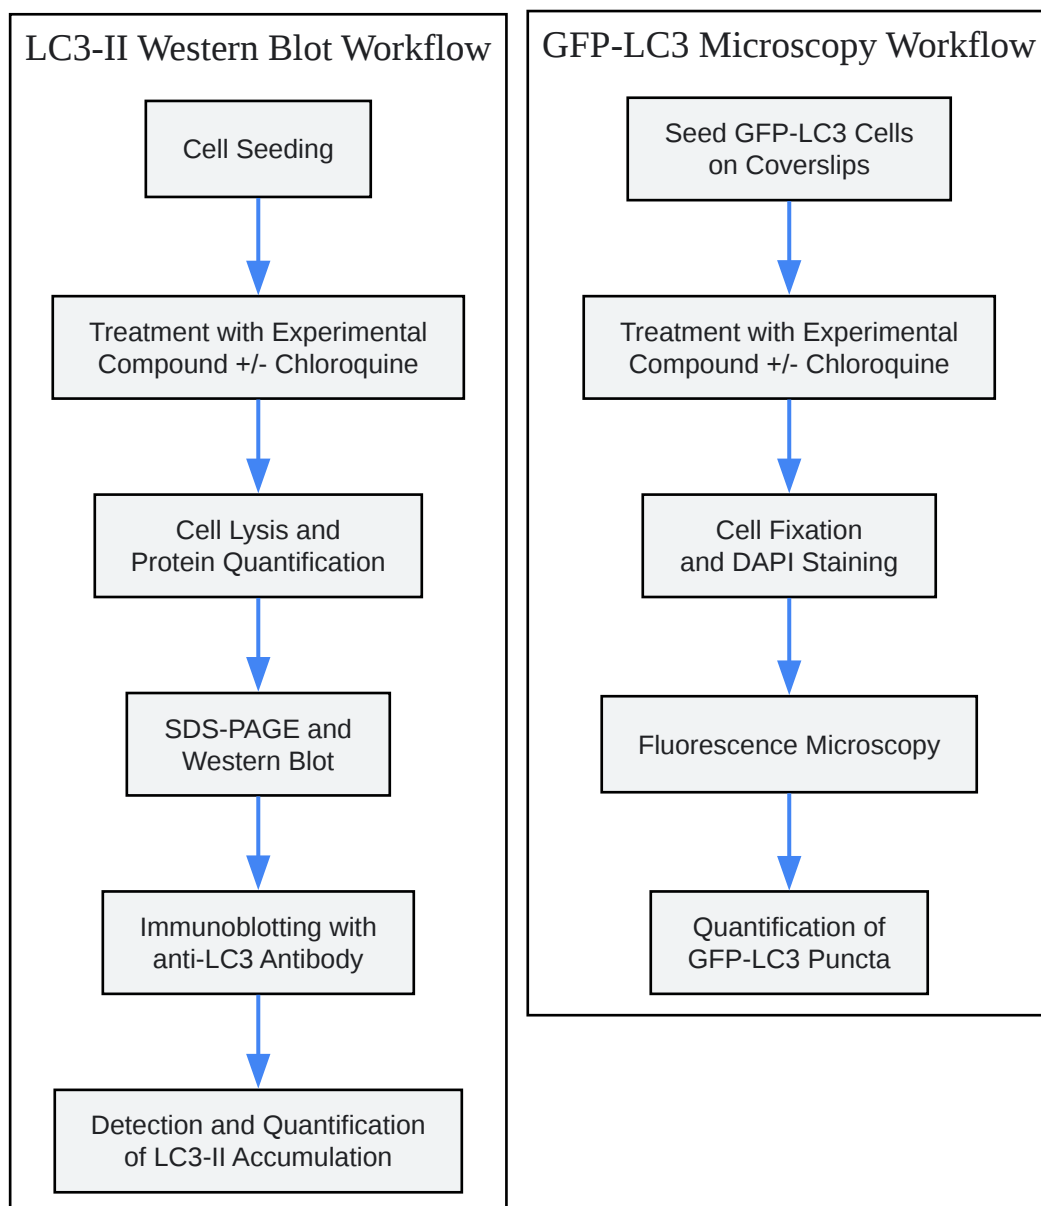 LC3-II Western Blot Workflow
Cell Seeding
Treatment with Experimental
Compound +/- Chloroquine
Cell Lysis and
Protein Quantification
SDS-PAGE and
Western Blot
Immunoblotting with
anti-LC3 Antibody
Detection and Quantification
of LC3-II Accumulation
GFP-LC3 Microscopy Workflow
Seed GFP-LC3 Cells
on Coverslips
Treatment with Experimental
Compound +/- Chloroquine
Cell Fixation
and DAPI Staining
Fluorescence Microscopy
Quantification of
GFP-LC3 Puncta